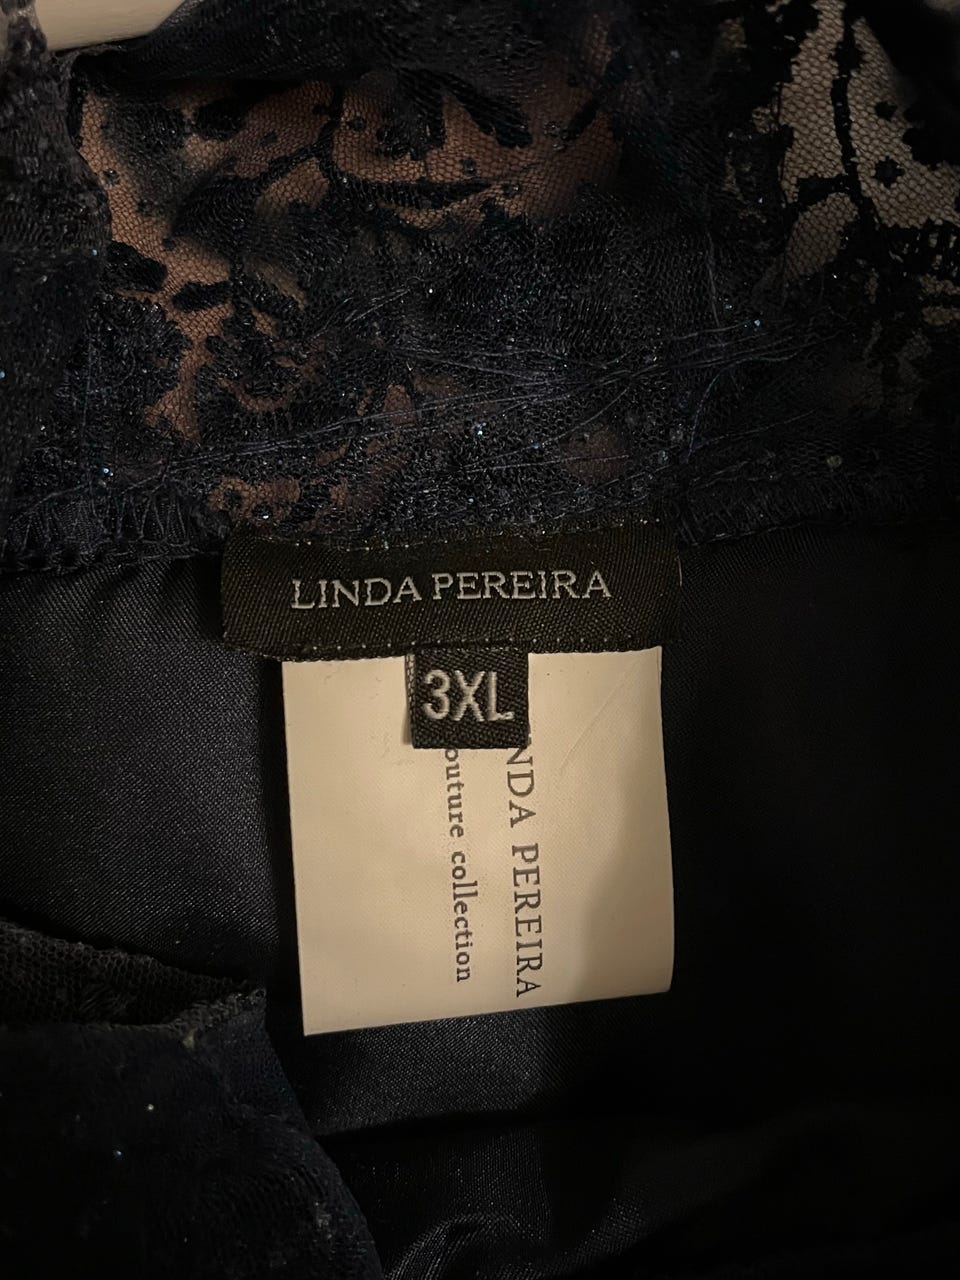 LINDA PEREIRA
3XL
NDA PEREIRA
outure collection